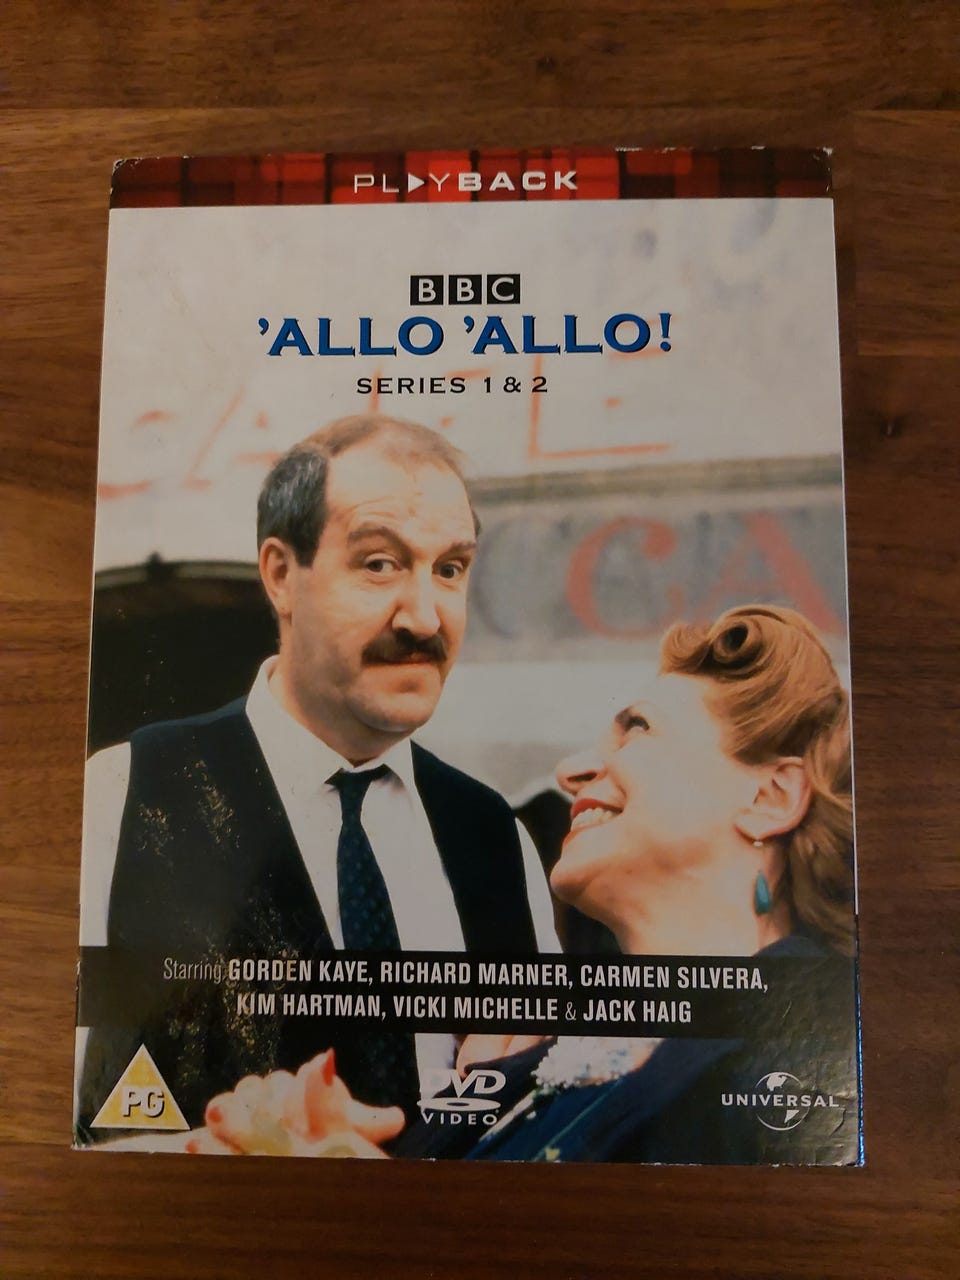 PLAYBACK
BBC
'ALLO 'ALLO!
SERIES 1 & 2
CAFE
CA
Starring GORDEN KAYE, RICHARD MARNER, CARMEN SILVERA,
KIM HARTMAN, VICKI MICHELLE & JACK HAIG
PG
DVD
VIDEO
UNIVERSAL